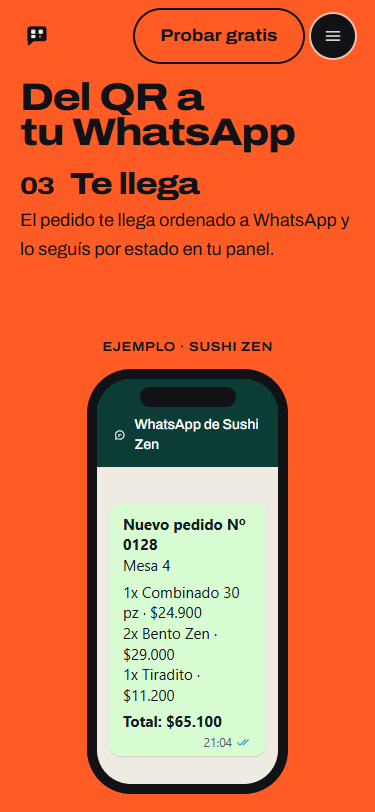 Probar gratis
Del QR a
tu WhatsApp
03 Te llega
El pedido te llega ordenado a WhatsApp y
lo seguís por estado en tu panel.
EJEMPLO · SUSHI ZEN
WhatsApp de Sushi
Zen
Nuevo pedido Nº
0128
Mesa 4
1x Combinado 30
pz · $24.900
2x Bento Zen ·
$29.000
1x Tiradito ·
$11.200
Total: $65.100
21:04